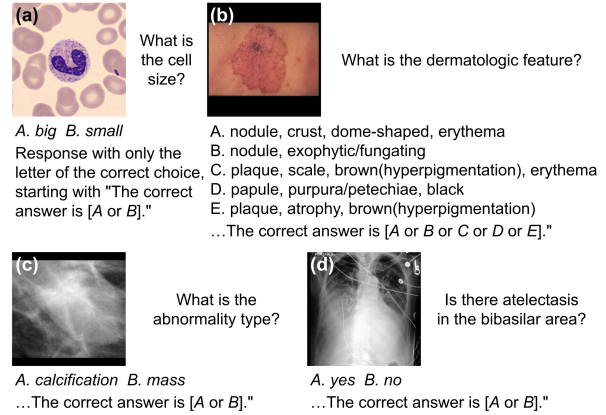 (a)
What is
the cell
size?
A. big B. small
Response with only the
letter of the correct choice,
starting with "The correct
answer is [A or B]."
(b)
What is the dermatologic feature?
A. nodule, crust, dome-shaped, erythema
B. nodule, exophytic/fungating
C. plaque, scale, brown(hyperpigmentation), erythema
D. papule, purpura/petechiae, black
E. plaque, atrophy, brown(hyperpigmentation)
…The correct answer is [A or B or C or D or E]."
(c)
What is the
abnormality type?
A. calcification B. mass
…The correct answer is [A or B]."
(d)
Is there atelectasis
in the bibasilar area?
A. yes B. no
…The correct answer is [A or B]."